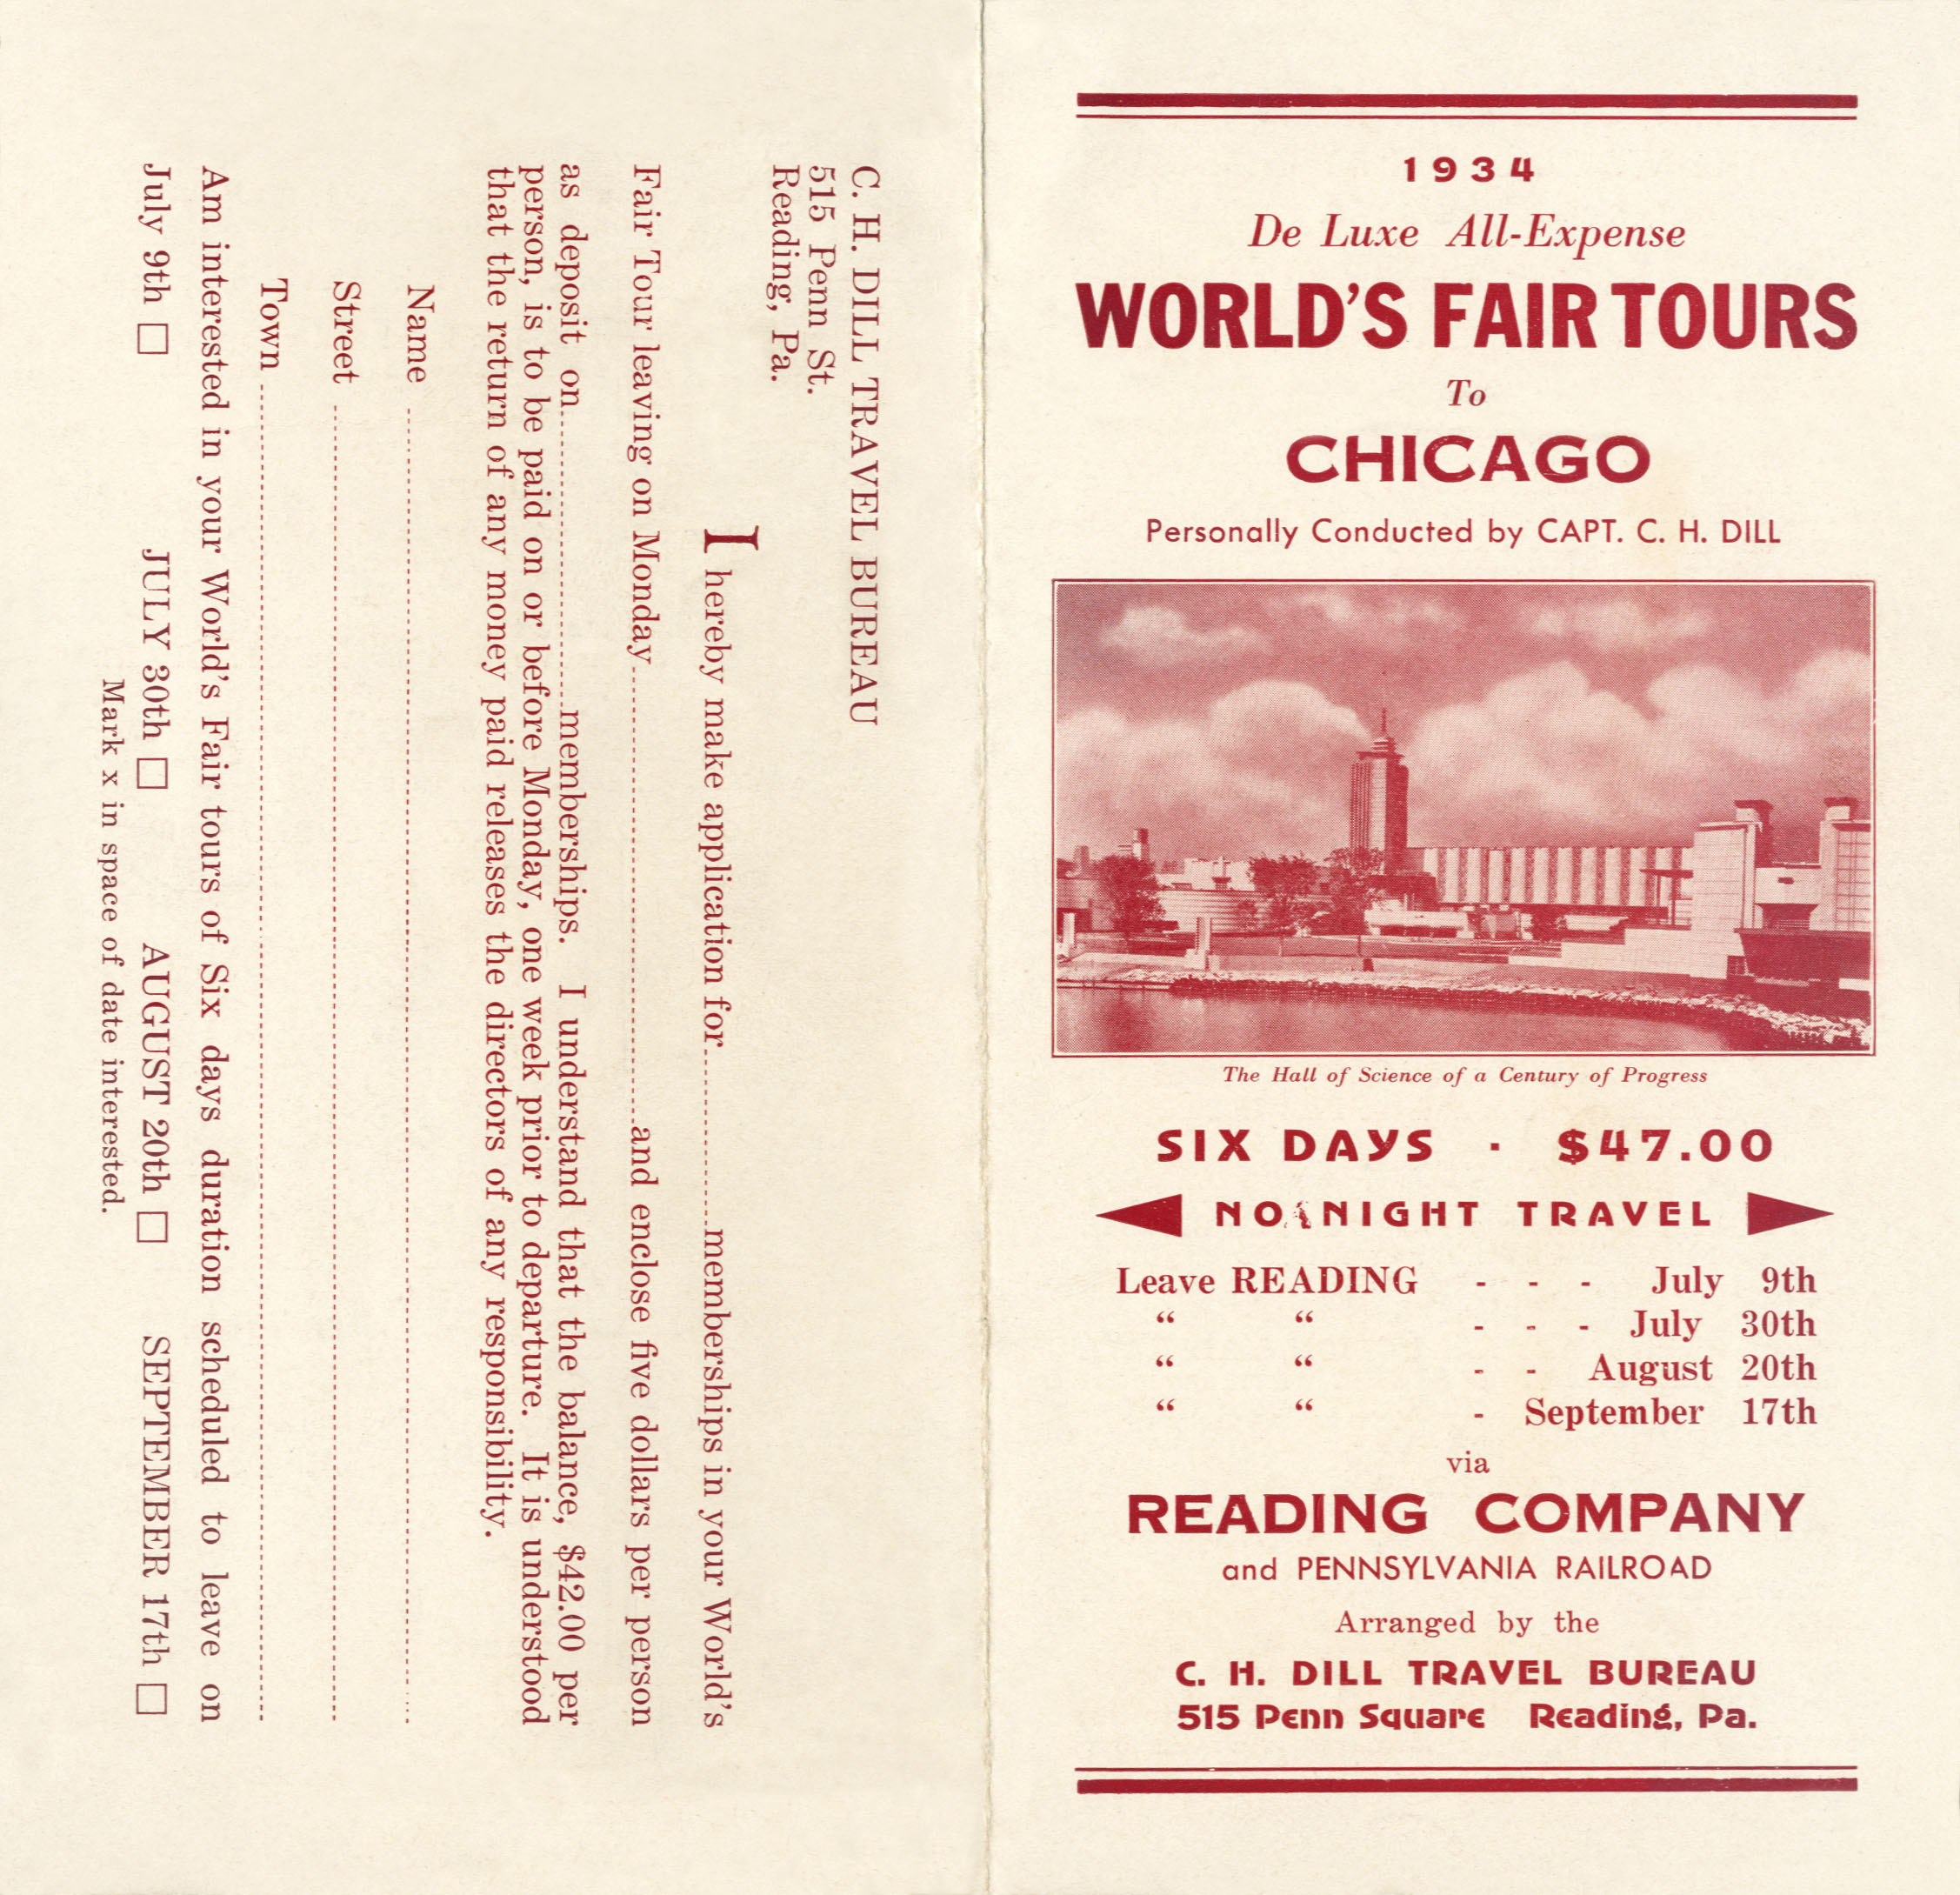 C. H. DILL TRAVEL BUREAU
515 Penn St.
Reading, Pa.
I hereby make application for..........memberships in your World's
Fair Tour leaving on Monday..........and enclose five dollars per person
as deposit on..........memberships. I understand that the balance, $42.00 per
person, is to be paid on or before Monday, one week prior to departure. It is understood
that the return of any money paid releases the directors of any responsibility.
Name
Street
Town
Am interested in your World's Fair tours of Six days duration scheduled to leave on
July 9th □ JULY 30th □ AUGUST 20th □ SEPTEMBER 17th □
Mark x in space of date interested.
1934
De Luxe All-Expense
WORLD'S FAIR TOURS
To
CHICAGO
Personally Conducted by CAPT. C. H. DILL
The Hall of Science of a Century of Progress
SIX DAYS - $47.00
NO NIGHT TRAVEL
Leave READING - - - July 9th
“ “ - - - July 30th
“ “ - - August 20th
“ “ - September 17th
via
READING COMPANY
and PENNSYLVANIA RAILROAD
Arranged by the
C. H. DILL TRAVEL BUREAU
515 Penn Square Reading, Pa.